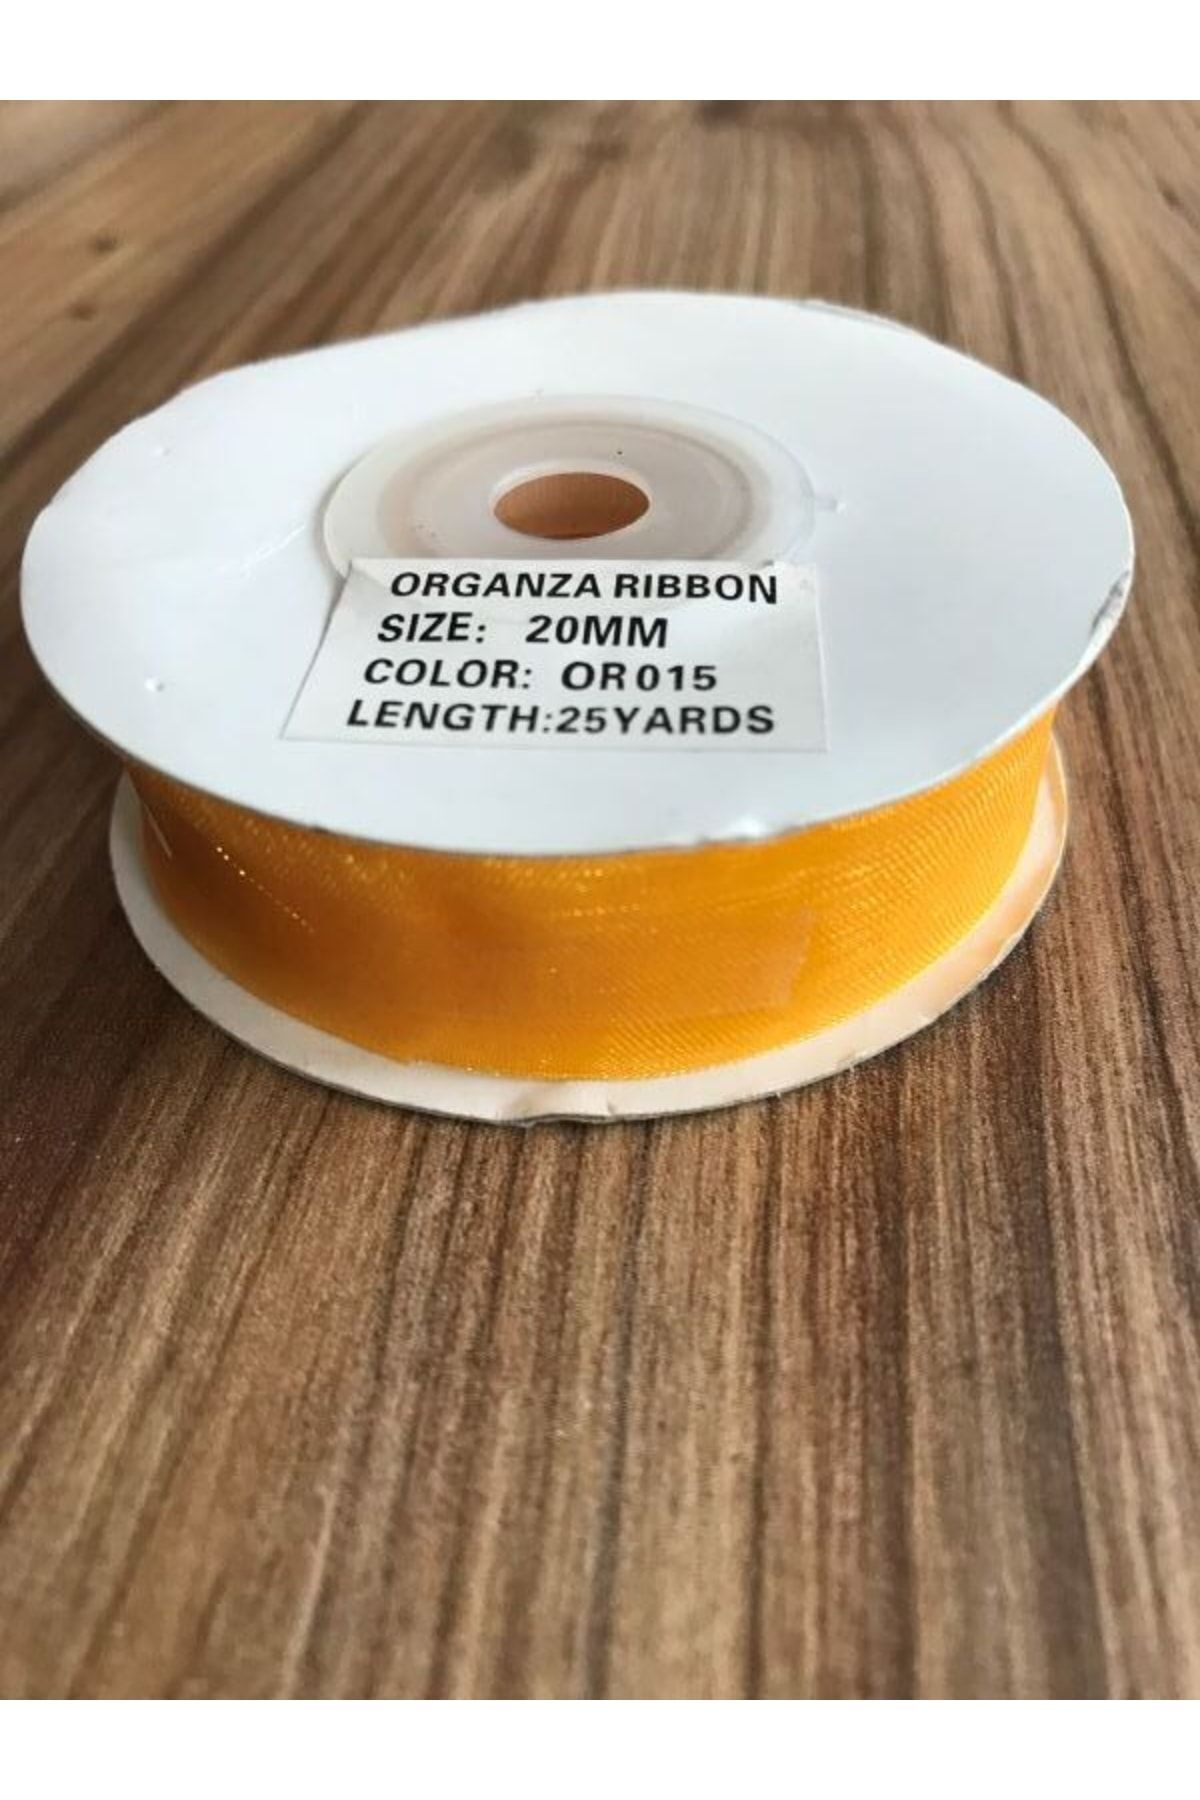 ORGANZA RIBBON
SIZE: 20MM
COLOR: OR015
LENGTH:25YARDS